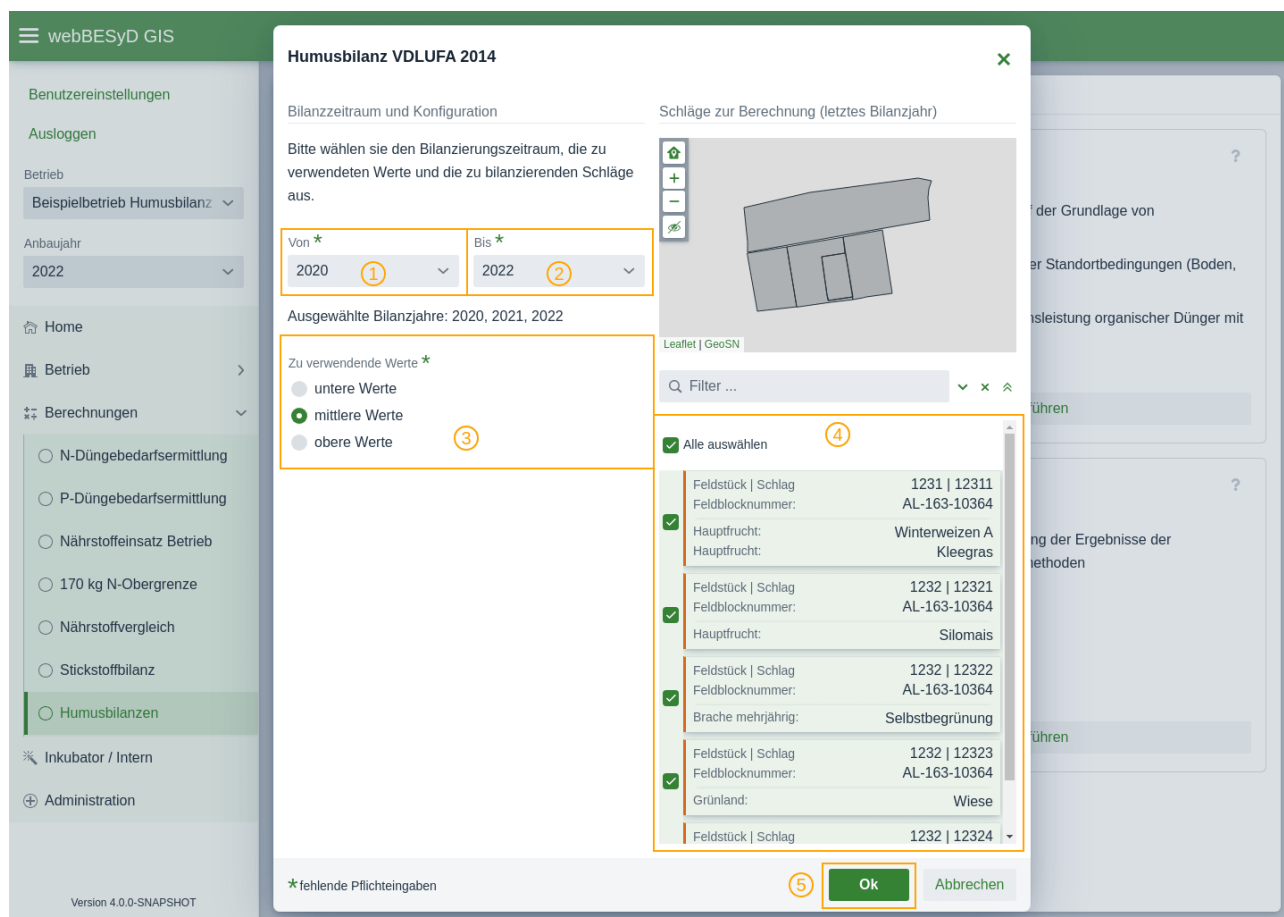 webBESyD GIS
Benutzereinstellungen
Ausloggen
Betrieb
Beispielbetrieb Humusbilanz
Anbaujahr
2022
Home
Betrieb
Berechnungen
N-Düngebedarfsermittlung
P-Düngebedarfsermittlung
Nährstoffeinsatz Betrieb
170 kg N-Obergrenze
Nährstoffvergleich
Stickstoffbilanz
Humusbilanzen
Inkubator / Intern
Administration
Version 4.0.0-SNAPSHOT
Humusbilanz VDLUFA 2014
Bilanzzeitraum und Konfiguration
Bitte wählen sie den Bilanzierungszeitraum, die zu
verwendeten Werte und die zu bilanzierenden Schläge
aus.
Von *
2020
1
Bis *
2022
2
Ausgewählte Bilanzjahre: 2020, 2021, 2022
Zu verwendende Werte *
untere Werte
mittlere Werte
obere Werte
3
Schläge zur Berechnung (letztes Bilanzjahr)
+
−
Leaflet | GeoSN
Filter ...
4
Alle auswählen
Feldstück | Schlag 1231 | 12311
Feldblocknummer: AL-163-10364
Hauptfrucht: Winterweizen A
Hauptfrucht: Kleegras
Feldstück | Schlag 1232 | 12321
Feldblocknummer: AL-163-10364
Hauptfrucht: Silomais
Feldstück | Schlag 1232 | 12322
Feldblocknummer: AL-163-10364
Brache mehrjährig: Selbstbegrünung
Feldstück | Schlag 1232 | 12323
Feldblocknummer: AL-163-10364
Grünland: Wiese
Feldstück | Schlag 1232 | 12324
* fehlende Pflichteingaben
5
Ok
Abbrechen
?
der Grundlage von
er Standortbedingungen (Boden,
nsleistung organischer Dünger mit
führen
?
ng der Ergebnisse der
nethoden
führen